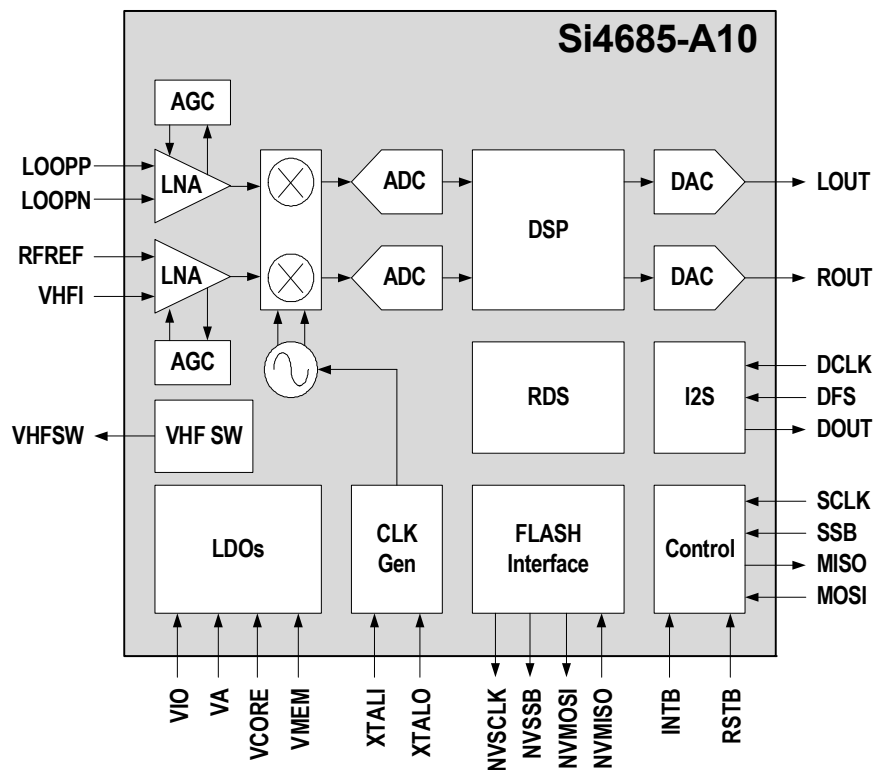 Si4685-A10
AGC
LOOPP
LOOPN
LNA
ADC
DSP
DAC
LOUT
RFREF
VHFI
LNA
ADC
DAC
ROUT
AGC
RDS
I2S
DCLK
DFS
DOUT
VHFSW
VHF SW
LDOs
CLK
Gen
FLASH
Interface
Control
SCLK
SSB
MISO
MOSI
VIO
VA
VCORE
VMEM
XTALI
XTALO
NVSCLK
NVSSB
NVMOSI
NVMISO
INTB
RSTB